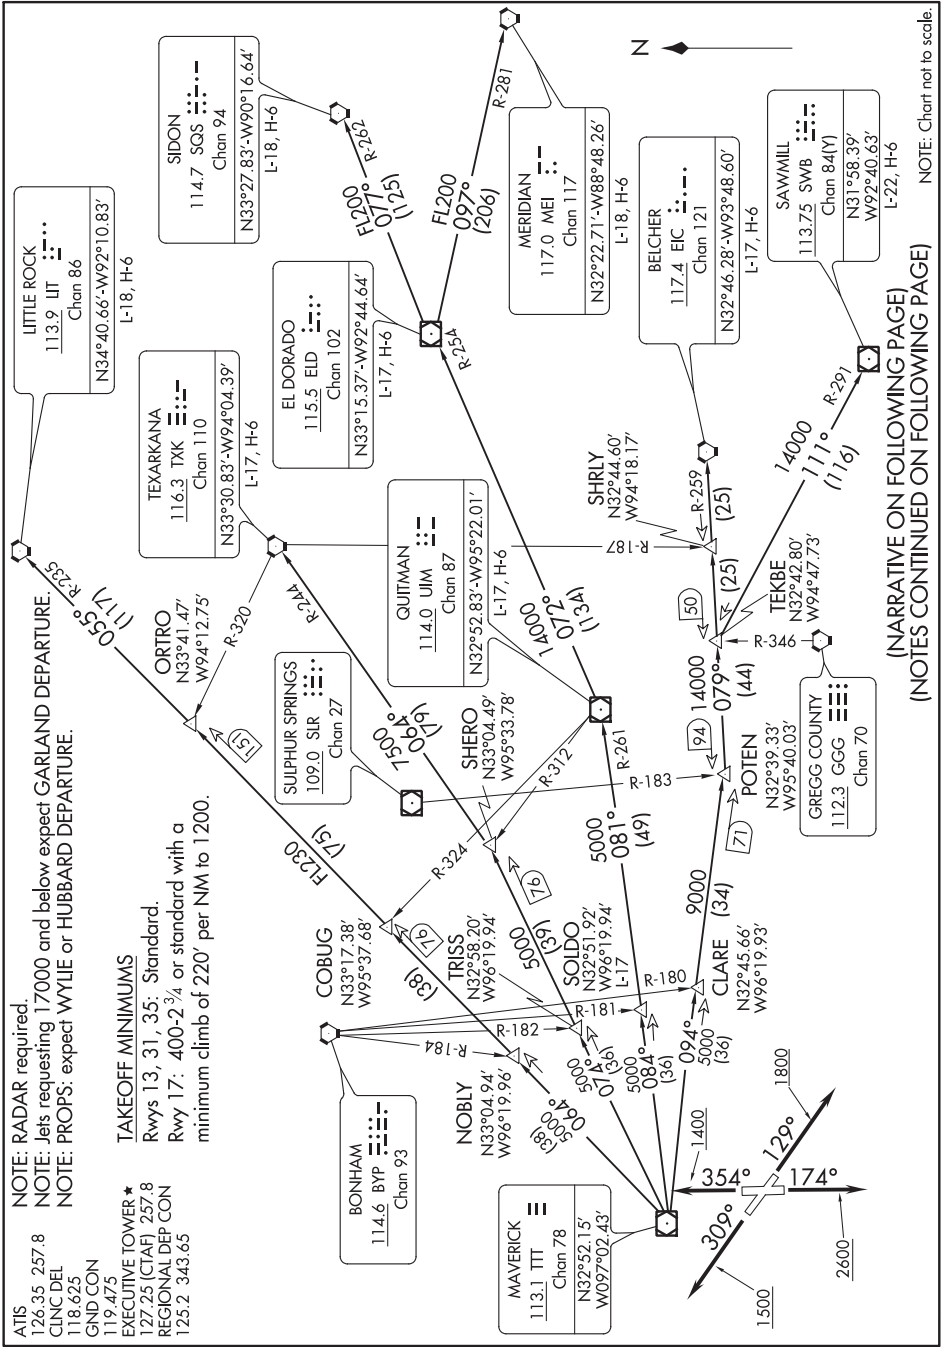 ATIS
126.35 257.8
CLNC DEL
118.625
GND CON
119.475
EXECUTIVE TOWER★
127.25 (CTAF) 257.8
REGIONAL DEP CON
125.2 343.65
NOTE: RADAR required.
NOTE: Jets requesting 17000 and below expect GARLAND DEPARTURE.
NOTE: PROPS: expect WYLIE or HUBBARD DEPARTURE.
TAKEOFF MINIMUMS
Rwys 13, 31, 35: Standard.
Rwy 17: 400-2¾ or standard with a
minimum climb of 220′ per NM to 1200.
LITTLE ROCK
113.9 LIT
Chan 86
N34°40.66′-W92°10.83′
L-18, H-6
SIDON
114.7 SQS
Chan 94
N33°27.83′-W90°16.64′
L-18, H-6
TEXARKANA
116.3 TXK
Chan 110
N33°30.83′-W94°04.39′
L-17, H-6
EL DORADO
115.5 ELD
Chan 102
N33°15.37′-W92°44.64′
L-17, H-6
MERIDIAN
117.0 MEI
Chan 117
N32°22.71′-W88°48.26′
L-18, H-6
BELCHER
117.4 EIC
Chan 121
N32°46.28′-W93°48.60′
L-17, H-6
SAWMILL
113.75 SWB
Chan 84(Y)
N31°58.39′
W92°40.63′
L-22, H-6
QUITMAN
114.0 UIM
Chan 87
N32°52.83′-W95°22.01′
L-17, H-6
SULPHUR SPRINGS
109.0 SLR
Chan 27
GREGG COUNTY
112.3 GGG
Chan 70
BONHAM
114.6 BYP
Chan 93
MAVERICK
113.1 TTT
Chan 78
N32°52.15′
W097°02.43′
ORTRO
N33°41.47′
W94°12.75′
COBUG
N33°17.38′
W95°37.68′
NOBLY
N33°04.94′
W96°19.96′
TRISS
N32°58.20′
W96°19.94′
SHERO
N33°04.49′
W95°33.78′
SOLDO
N32°51.92′
W96°19.94′
L-17
CLARE
N32°45.66′
W96°19.93′
POTEN
N32°39.33′
W95°40.03′
TEKBE
N32°42.80′
W94°47.73′
SHRLY
N32°44.60′
W94°18.17′
R-235
055°
(117)
R-320
(151)
FL230
(75)
(76)
(38)
R-324
R-184
5000
064°
(38)
R-244
7500
064°
(79)
R-312
(76)
5000
(39)
R-182
5000
074°
(36)
FL200
077°
(125)
R-262
FL200
097°
(206)
R-281
R-254
14000
072°
(134)
R-261
5000
081°
(49)
R-181
5000
084°
(36)
R-180
094°
5000
(36)
9000
(34)
71
R-183
94
14000
079°
(44)
R-346
50
(25)
R-187
R-259
(25)
14000
111°
(116)
R-291
354°
1400
129°
1800
174°
2600
309°
1500
N
NOTE: Chart not to scale.
(NARRATIVE ON FOLLOWING PAGE)
(NOTES CONTINUED ON FOLLOWING PAGE)